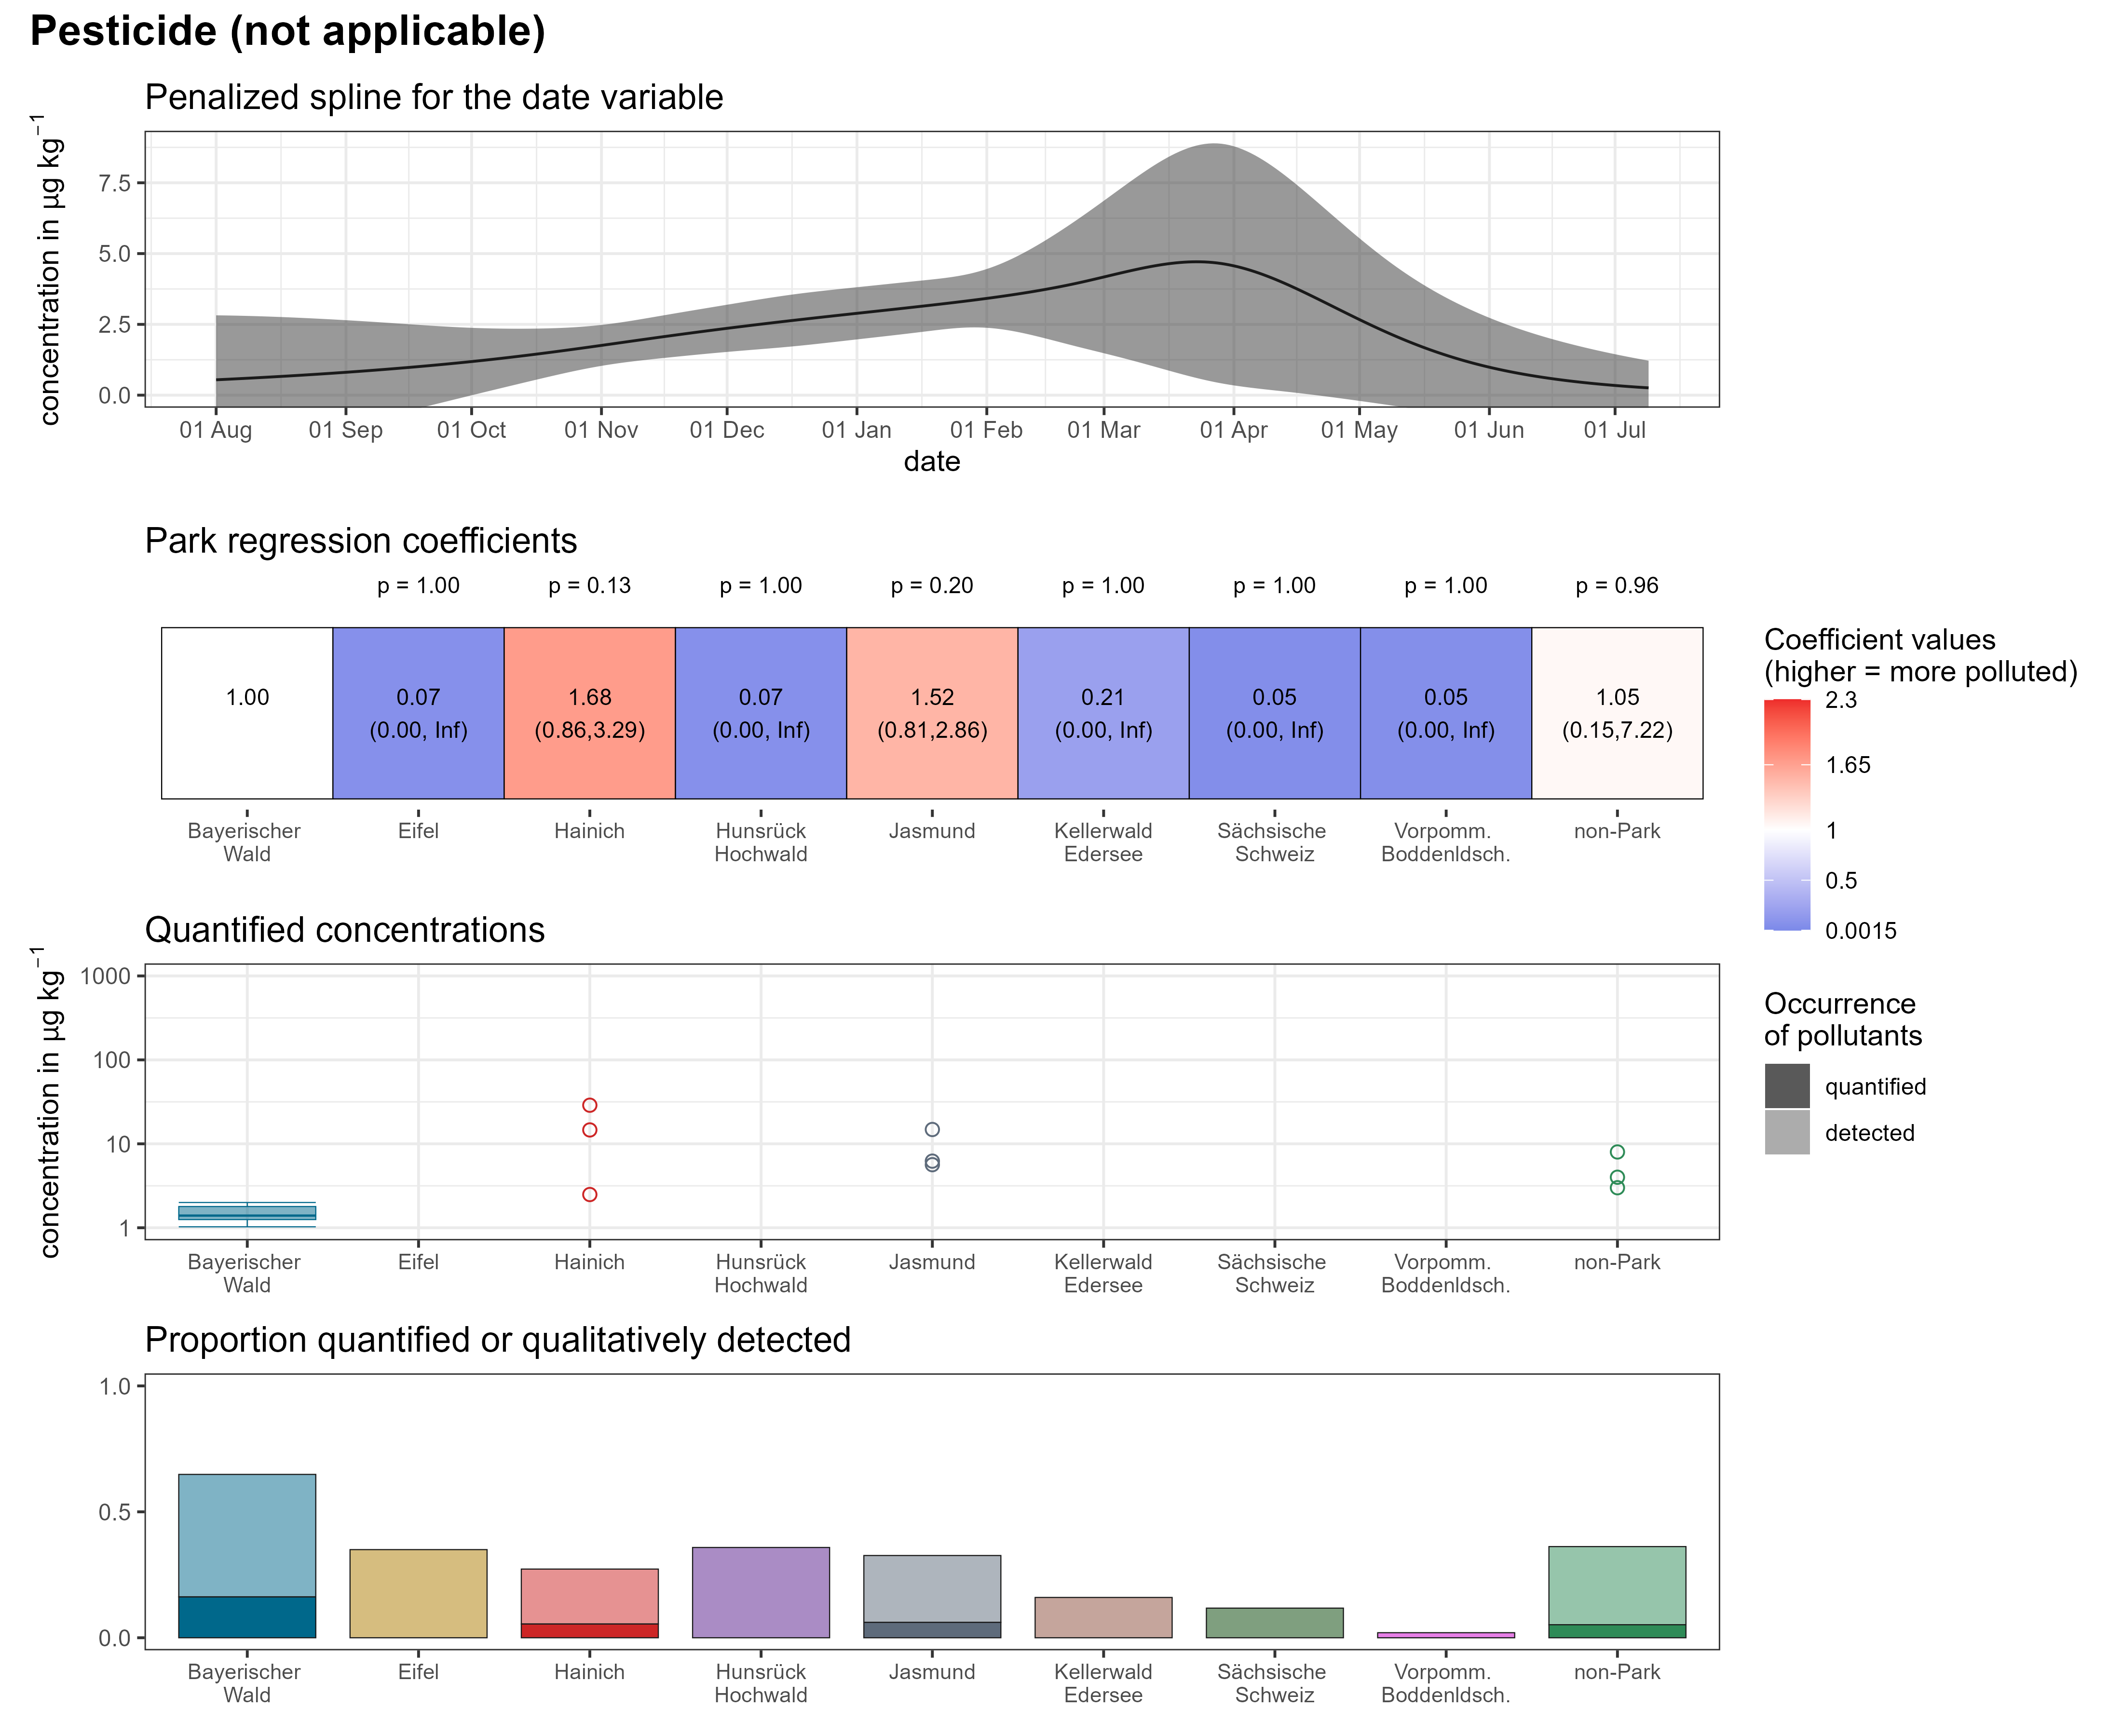 Pesticide (not applicable)
Penalized spline for the date variable
concentration in µg kg⁻¹
7.5
5.0
2.5
0.0
01 Aug 01 Sep 01 Oct 01 Nov 01 Dec 01 Jan 01 Feb 01 Mar 01 Apr 01 May 01 Jun 01 Jul
date
Park regression coefficients
p = 1.00 p = 0.13 p = 1.00 p = 0.20 p = 1.00 p = 1.00 p = 1.00 p = 0.96
1.00 0.07 1.68 0.07 1.52 0.21 0.05 0.05 1.05
(0.00, Inf) (0.86,3.29) (0.00, Inf) (0.81,2.86) (0.00, Inf) (0.00, Inf) (0.00, Inf) (0.15,7.22)
Bayerischer Eifel Hainich Hunsrück Jasmund Kellerwald Sächsische Vorpomm. non-Park
Wald Hochwald Edersee Schweiz Boddenldsch.
Coefficient values
(higher = more polluted)
2.3
1.65
1
0.5
0.0015
Quantified concentrations
concentration in µg kg⁻¹
1000
100
10
1
Bayerischer Eifel Hainich Hunsrück Jasmund Kellerwald Sächsische Vorpomm. non-Park
Wald Hochwald Edersee Schweiz Boddenldsch.
Occurrence
of pollutants
quantified
detected
Proportion quantified or qualitatively detected
1.0
0.5
0.0
Bayerischer Eifel Hainich Hunsrück Jasmund Kellerwald Sächsische Vorpomm. non-Park
Wald Hochwald Edersee Schweiz Boddenldsch.